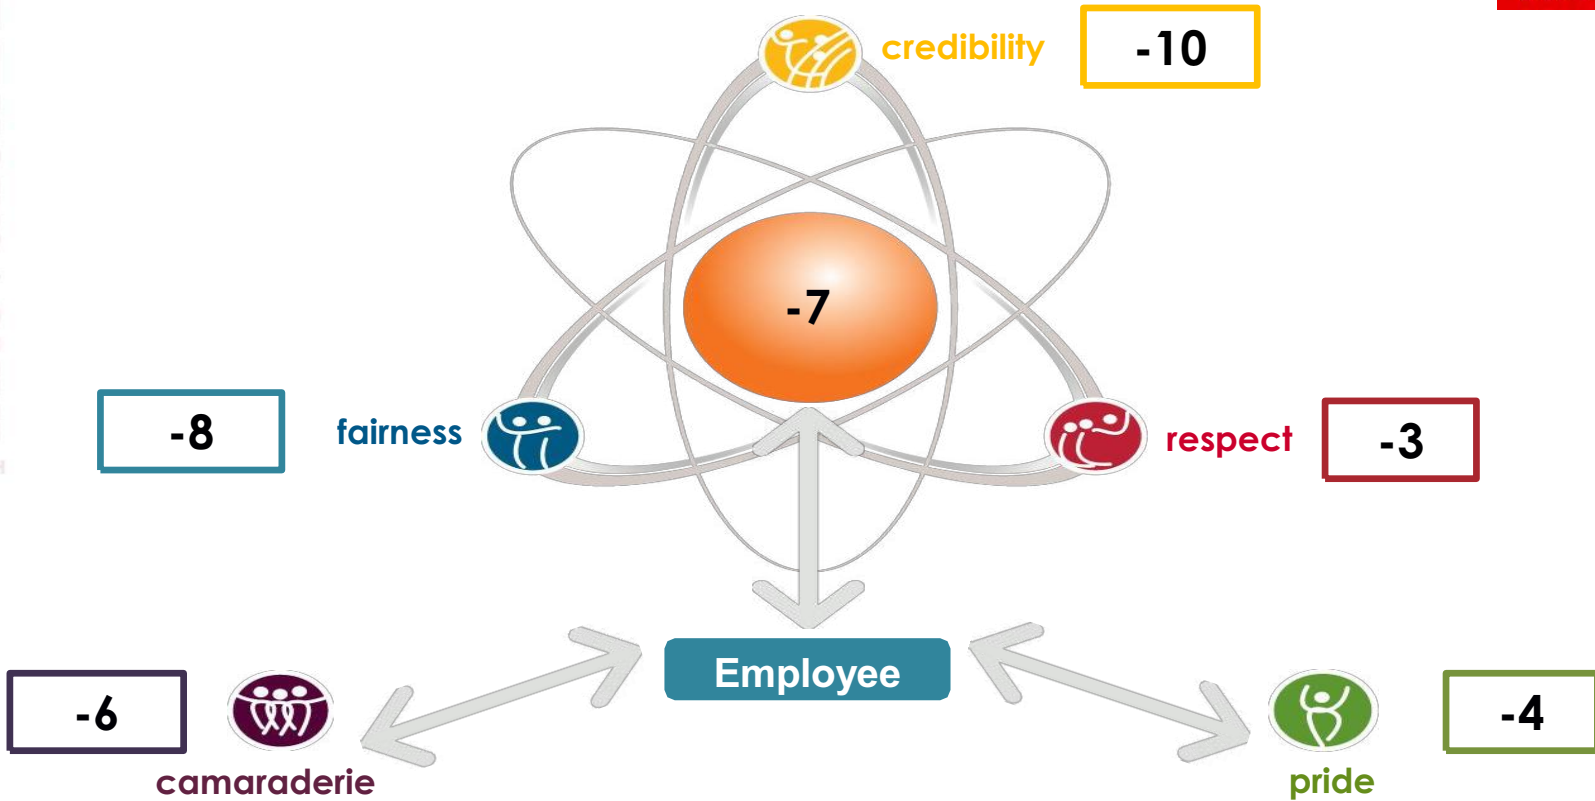 credibility
-10
-7
-8
fairness
respect
-3
Employee
-6
-4
camaraderie
pride